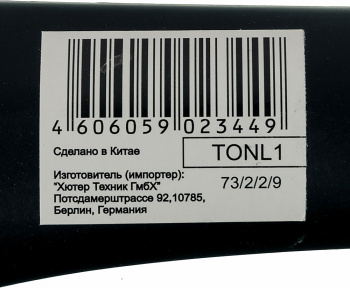 4 606059 023449
Сделано в Китае
TONL1
Изготовитель (импортер):
"Хютер Техник ГмбХ"
Потсдамерштрассе 92,10785,
Берлин, Германия
73/2/2/9